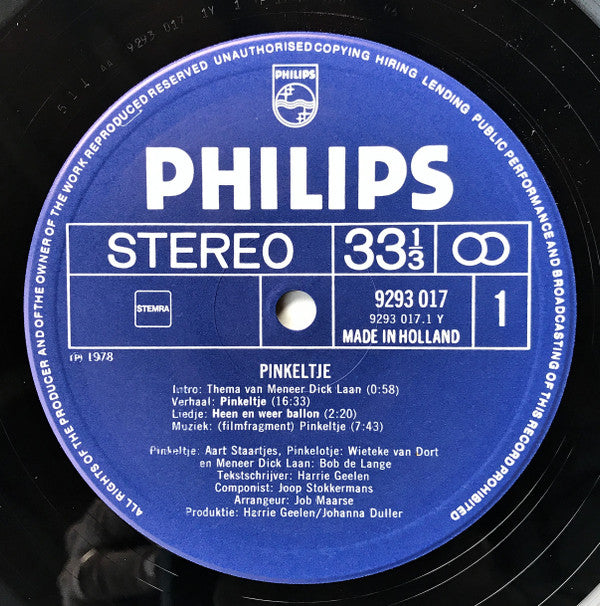 9293 017 1Y 1
ALL RIGHTS OF THE PRODUCER AND OF THE OWNER OF THE WORK REPRODUCED RESERVED UNAUTHORISED COPYING HIRING LENDING PUBLIC PERFORMANCE AND BROADCASTING OF THIS RECORD PROHIBITED
PHILIPS
PHILIPS
STEREO 33⅓
STEMRA
9293 017
9293 017.1 Y
MADE IN HOLLAND
1
(P) 1978
PINKELTJE
Intro: Thema van Meneer Dick Laan (0:58)
Verhaal: Pinkeltje (16:33)
Liedje: Heen en weer ballon (2:20)
Muziek: (filmfragment) Pinkeltje (7:43)
Pinkeltje: Aart Staartjes, Pinkelotje: Wieteke van Dort
en Meneer Dick Laan: Bob de Lange
Tekstschrijver: Harrie Geelen
Componist: Joop Stokkermans
Arrangeur: Job Maarse
Produktie: Harrie Geelen/Johanna Duller